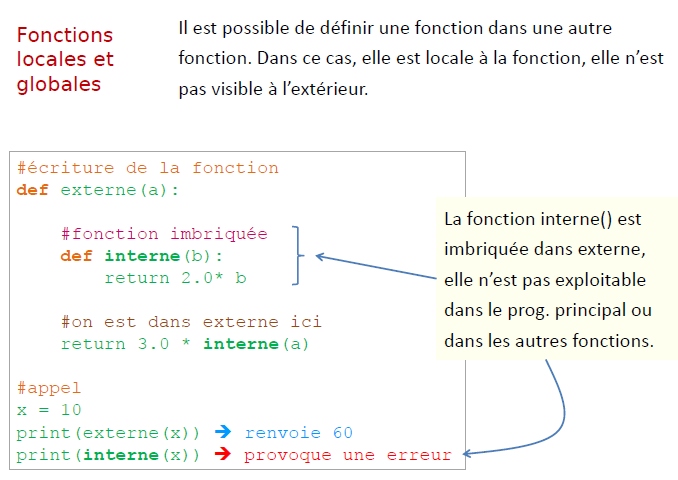 Fonctions
locales et
globales
Il est possible de définir une fonction dans une autre
fonction. Dans ce cas, elle est locale à la fonction, elle n’est
pas visible à l’extérieur.
#écriture de la fonction
def externe(a):
#fonction imbriquée
def interne(b):
return 2.0* b
#on est dans externe ici
return 3.0 * interne(a)
#appel
x = 10
print(externe(x)) ➔ renvoie 60
print(interne(x)) ➔ provoque une erreur
La fonction interne() est
imbriquée dans externe,
elle n’est pas exploitable
dans le prog. principal ou
dans les autres fonctions.